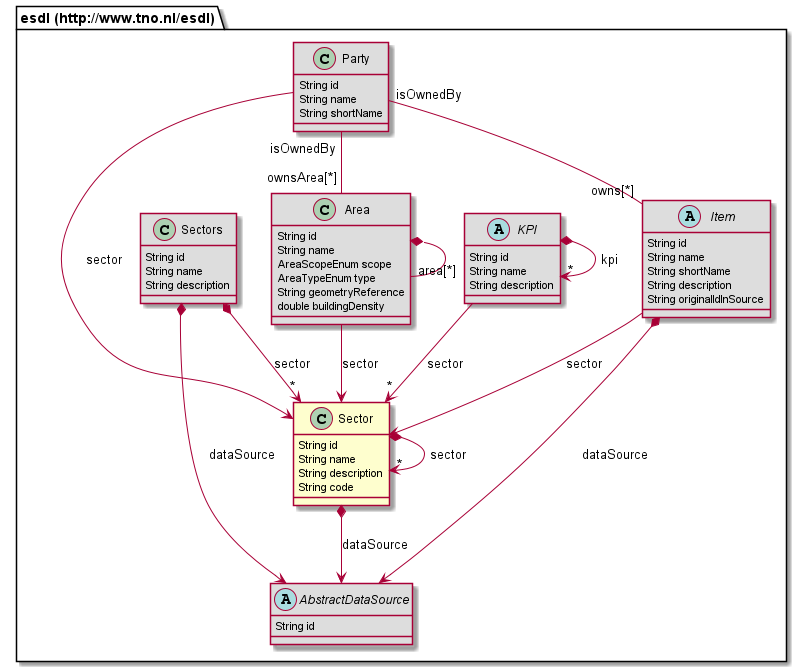 esdl (http://www.tno.nl/esdl)
C Party
String id
String name
String shortName
isOwnedBy
isOwnedBy
ownsArea[*]
owns[*]
C Sectors
String id
String name
String description
C Area
String id
String name
AreaScopeEnum scope
AreaTypeEnum type
String geometryReference
double buildingDensity
area[*]
A KPI
String id
String name
String description
kpi
*
A Item
String id
String name
String shortName
String description
String originalIdInSource
sector
sector
*
sector
sector
*
sector
C Sector
String id
String name
String description
String code
sector
*
dataSource
dataSource
dataSource
A AbstractDataSource
String id